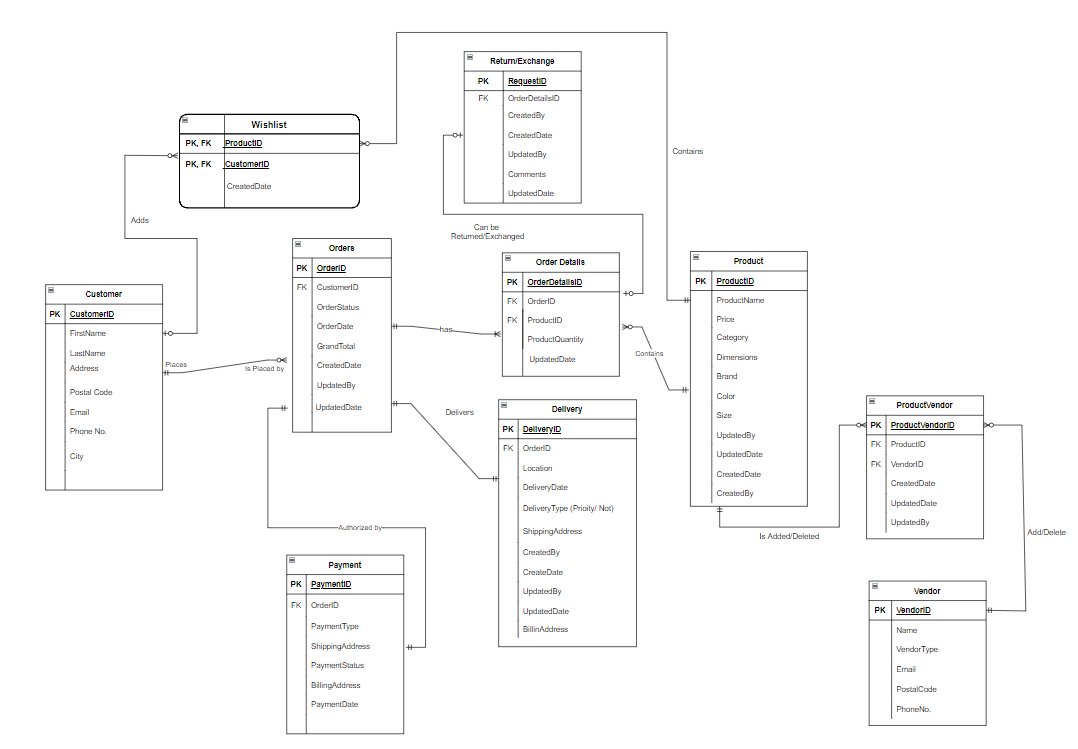 Return/Exchange
PK RequestID
FK OrderDetailsID
CreatedBy
CreatedDate
UpdatedBy
Comments
UpdatedDate
Wishlist
PK, FK ProductID
PK, FK CustomerID
CreatedDate
Contains
Adds
Can be
Returned/Exchanged
Orders
PK OrderID
FK CustomerID
OrderStatus
OrderDate
GrandTotal
CreatedDate
UpdatedBy
UpdatedDate
Order Details
PK OrderDetailsID
FK OrderID
FK ProductID
ProductQuantity
UpdatedDate
Product
PK ProductID
ProductName
Price
Category
Dimensions
Brand
Color
Size
UpdatedBy
UpdatedDate
CreatedDate
CreatedBy
Customer
PK CustomerID
FirstName
LastName
Address
Postal Code
Email
Phone No.
City
has
Contains
Places
Is Placed by
Delivers
Delivery
PK DeliveryID
FK OrderID
Location
DeliveryDate
DeliveryType (Prioity/ Not)
ShippingAddress
CreatedBy
CreateDate
UpdatedBy
UpdatedDate
BillinAddress
ProductVendor
PK ProductVendorID
FK ProductID
FK VendorID
CreatedDate
UpdatedDate
UpdatedBy
Authorized by
Is Added/Deleted
Add/Delete
Payment
PK PaymentID
FK OrderID
PaymentType
ShippingAddress
PaymentStatus
BillingAddress
PaymentDate
Vendor
PK VendorID
Name
VendorType
Email
PostalCode
PhoneNo.